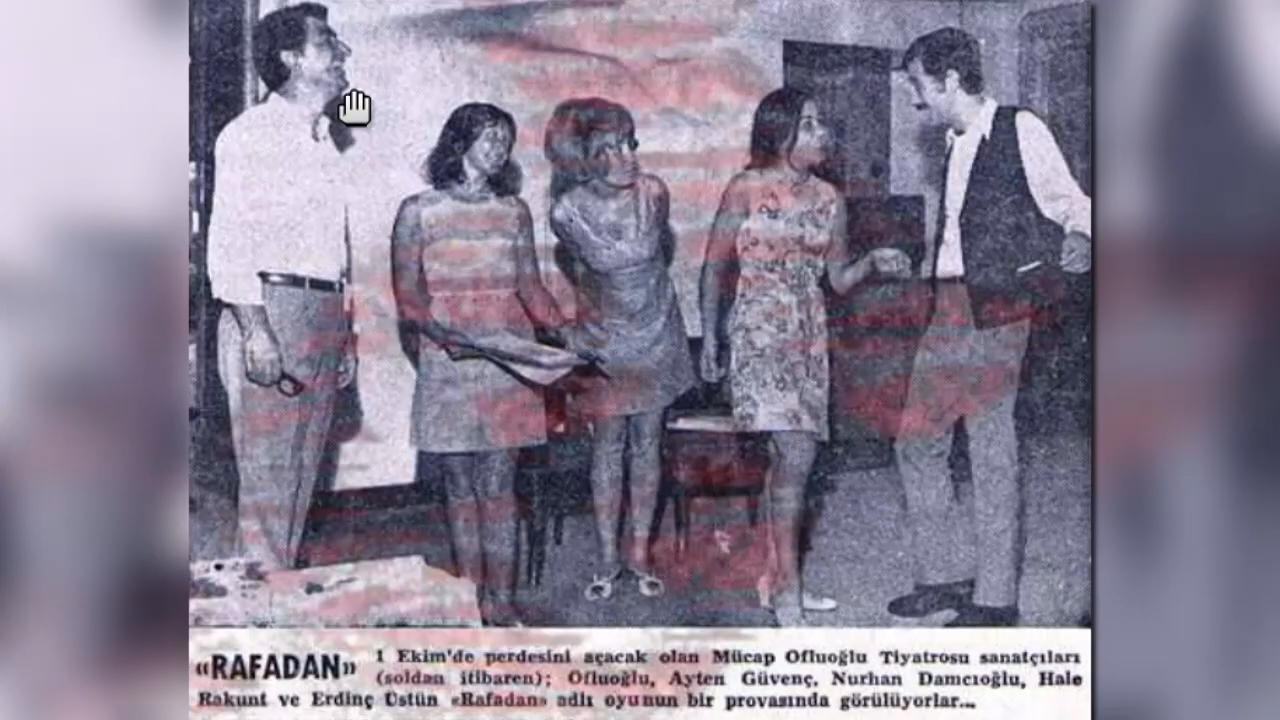 «RAFADAN» 1 Ekim'de perdesini açacak olan Mücap Ofluoğlu Tiyatrosu sanatçıları
(soldan itibaren); Ofluoğlu, Ayten Güvenç, Nurhan Damcıoğlu, Hale
Rakunt ve Erdinç Üstün «Rafadan» adlı oyunun bir provasında görülüyorlar...